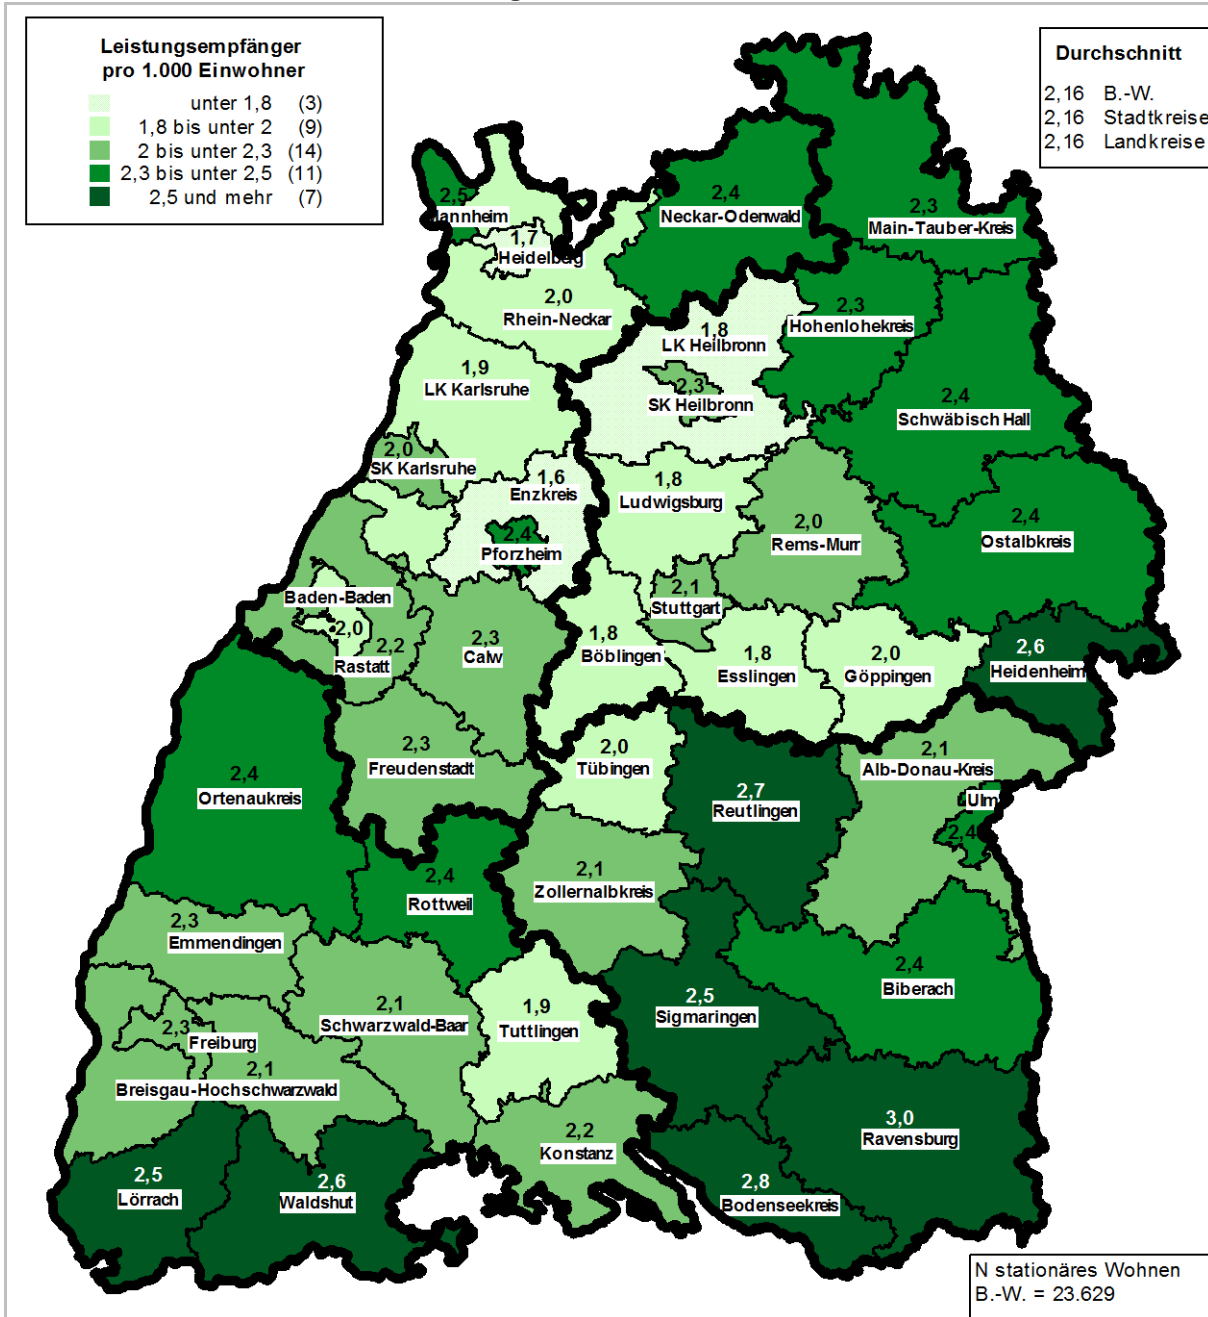 Leistungsempfänger
pro 1.000 Einwohner
unter 1,8 (3)
1,8 bis unter 2 (9)
2 bis unter 2,3 (14)
2,3 bis unter 2,5 (11)
2,5 und mehr (7)
Durchschnitt
2,16 B.-W.
2,16 Stadtkreise
2,16 Landkreise
2,5
Mannheim
1,7
Heidelberg
2,0
Rhein-Neckar
2,4
Neckar-Odenwald
2,3
Main-Tauber-Kreis
2,3
Hohenlohekreis
1,8
LK Heilbronn
2,3
SK Heilbronn
1,9
LK Karlsruhe
2,4
Schwäbisch Hall
2,0
SK Karlsruhe
1,6
Enzkreis
2,4
Pforzheim
1,8
Ludwigsburg
2,0
Rems-Murr
2,4
Ostalbkreis
Baden-Baden
2,0
2,2
Rastatt
2,3
Calw
2,1
Stuttgart
1,8
Böblingen
1,8
Esslingen
2,0
Göppingen
2,6
Heidenheim
2,3
Freudenstadt
2,0
Tübingen
2,1
Alb-Donau-Kreis
2,4
Ortenaukreis
2,7
Reutlingen
Ulm
2,4
2,4
Rottweil
2,1
Zollernalbkreis
2,3
Emmendingen
2,4
Biberach
2,1
Schwarzwald-Baar
1,9
Tuttlingen
2,5
Sigmaringen
2,3
Freiburg
2,1
Breisgau-Hochschwarzwald
3,0
Ravensburg
2,2
Konstanz
2,5
Lörrach
2,6
Waldshut
2,8
Bodenseekreis
N stationäres Wohnen
B.-W. = 23.629